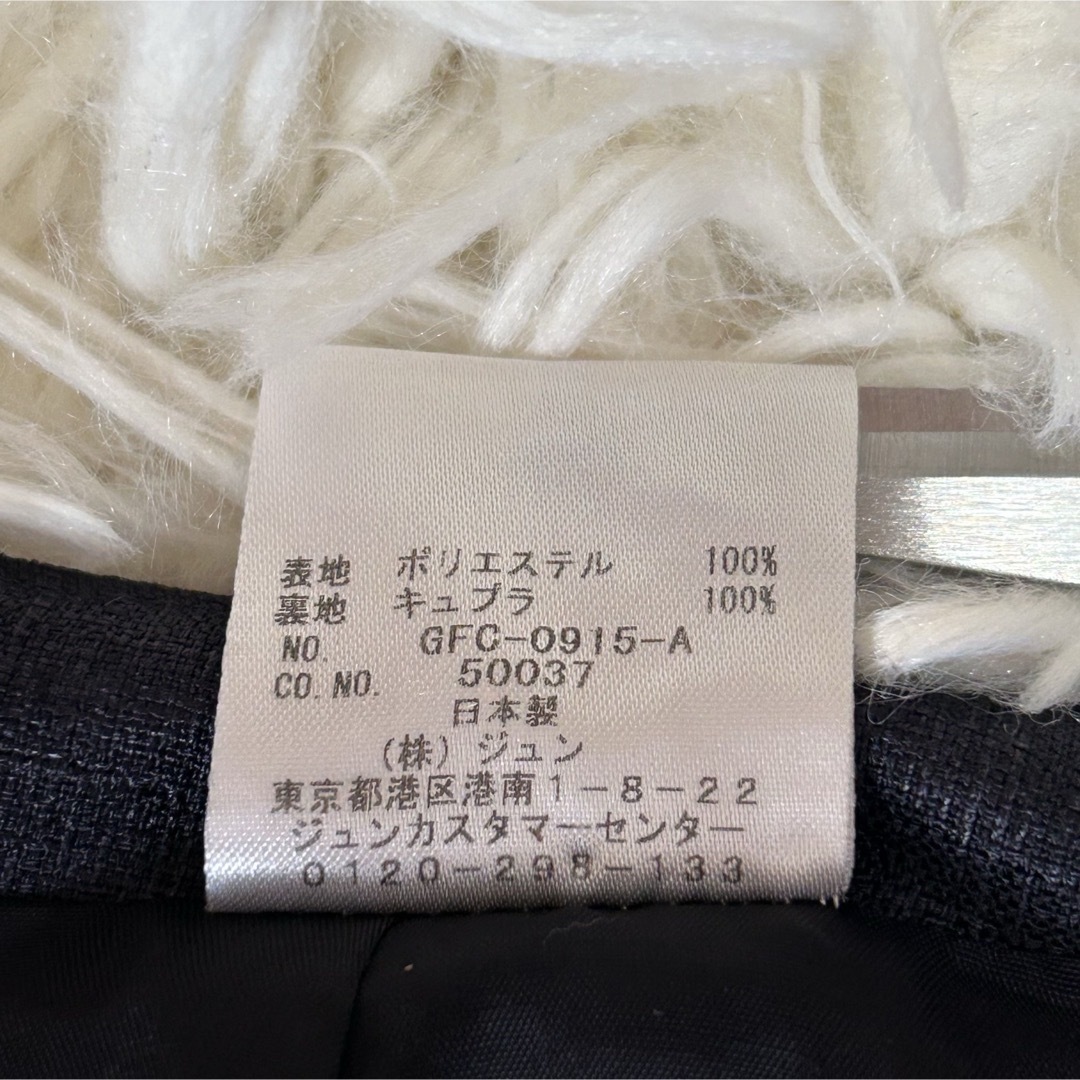 表地 ポリエステル 100%
裏地 キュプラ 100%
NO. GFC-0915-A
CO.NO. 50037
日本製
(株) ジュン
東京都港区港南1-8-22
ジュンカスタマーセンター
0120-298-133